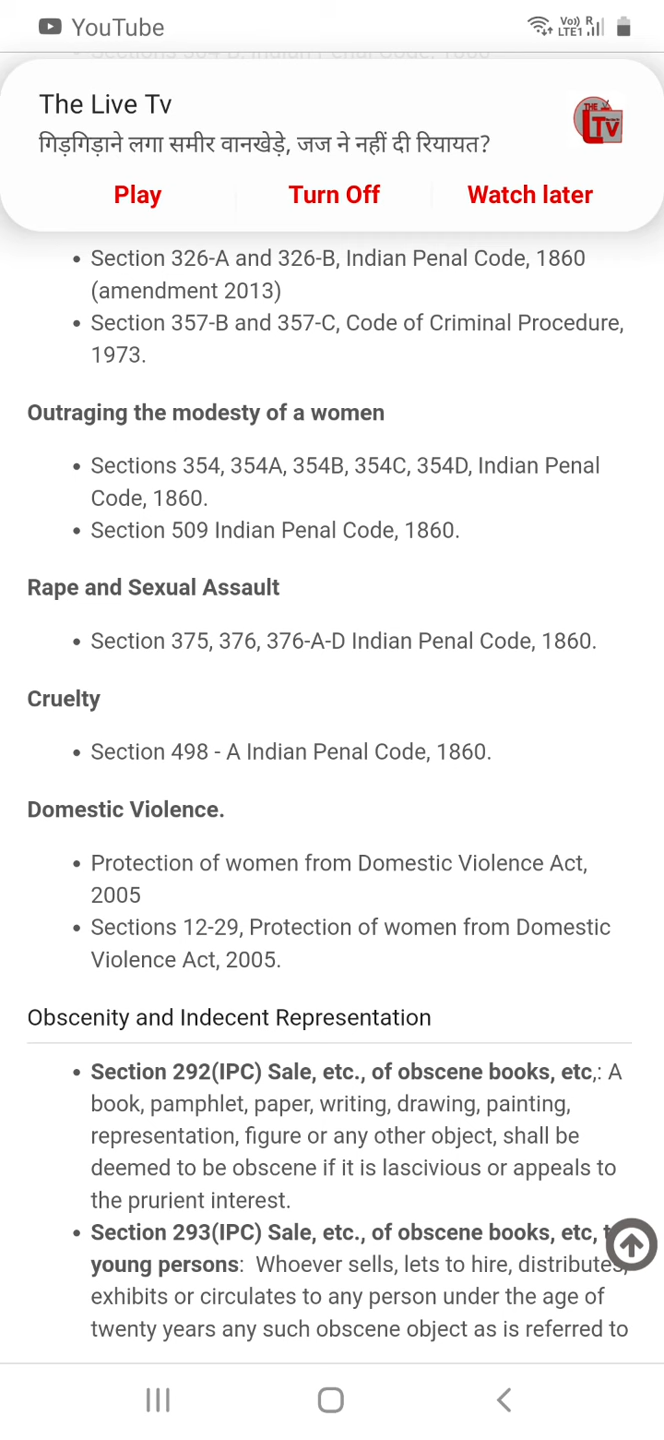 YouTube
Vo)) R
LTE1
The Live Tv
गिड़गिड़ाने लगा समीर वानखेड़े, जज ने नहीं दी रियायत?
THE
LTV
Play Turn Off Watch later
• Section 326-A and 326-B, Indian Penal Code, 1860
(amendment 2013)
• Section 357-B and 357-C, Code of Criminal Procedure,
1973.
Outraging the modesty of a women
• Sections 354, 354A, 354B, 354C, 354D, Indian Penal
Code, 1860.
• Section 509 Indian Penal Code, 1860.
Rape and Sexual Assault
• Section 375, 376, 376-A-D Indian Penal Code, 1860.
Cruelty
• Section 498 - A Indian Penal Code, 1860.
Domestic Violence.
• Protection of women from Domestic Violence Act,
2005
• Sections 12-29, Protection of women from Domestic
Violence Act, 2005.
Obscenity and Indecent Representation
• Section 292(IPC) Sale, etc., of obscene books, etc,: A
book, pamphlet, paper, writing, drawing, painting,
representation, figure or any other object, shall be
deemed to be obscene if it is lascivious or appeals to
the prurient interest.
• Section 293(IPC) Sale, etc., of obscene books, etc,
young persons: Whoever sells, lets to hire, distributes,
exhibits or circulates to any person under the age of
twenty years any such obscene object as is referred to